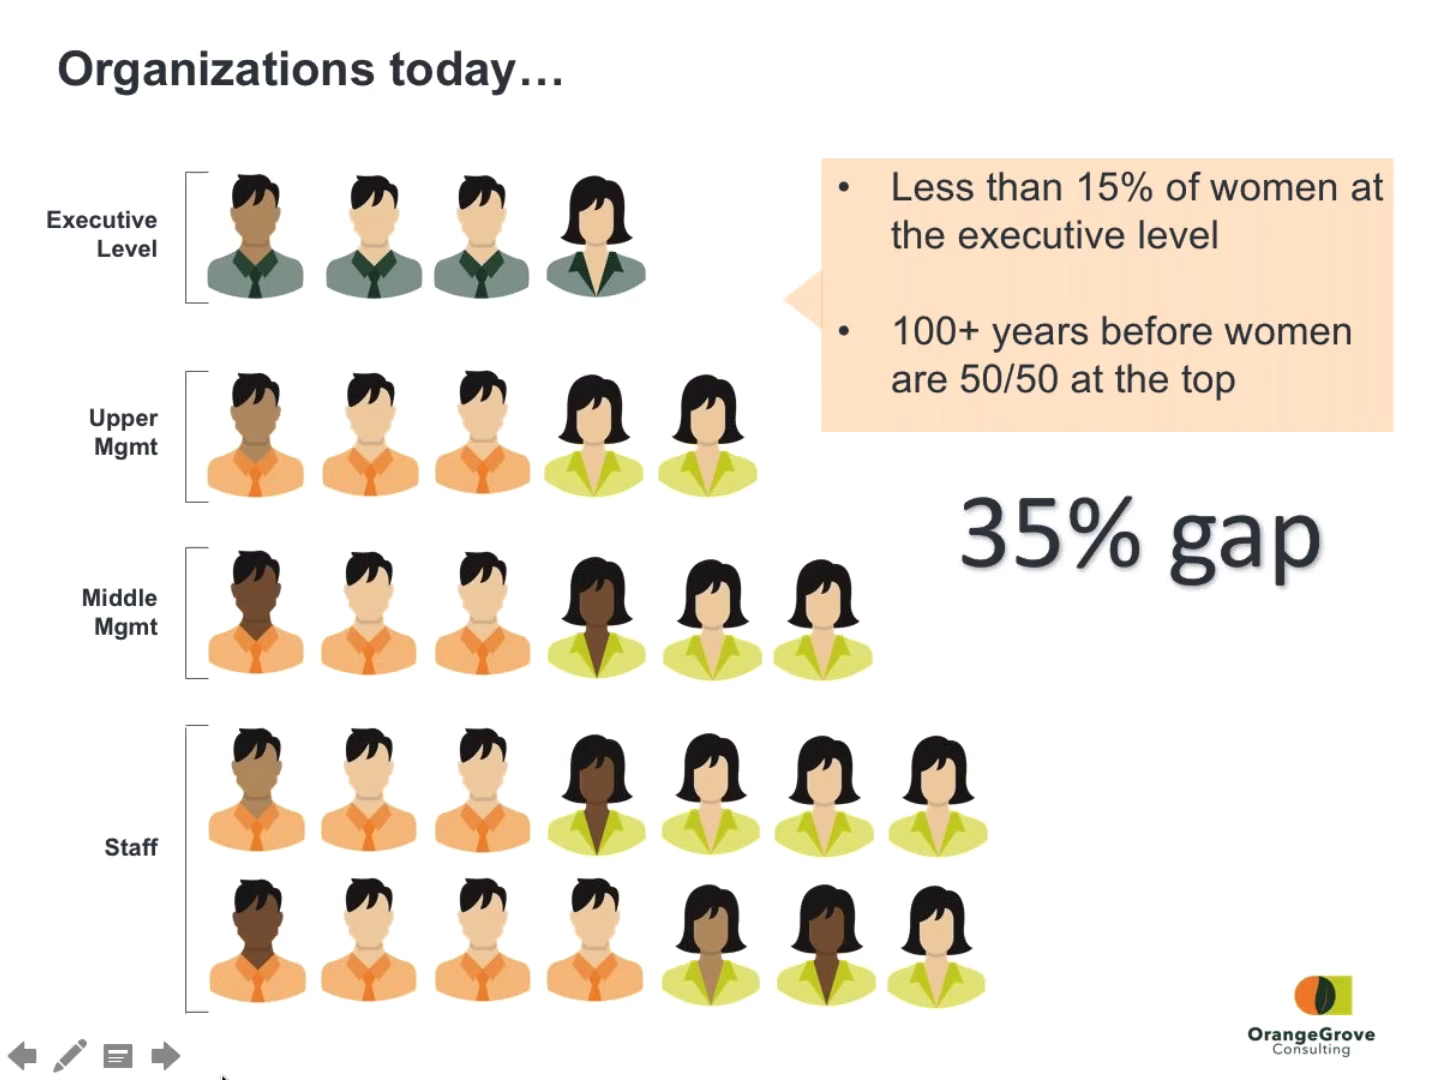 Organizations today…
Executive
Level
• Less than 15% of women at
the executive level
• 100+ years before women
are 50/50 at the top
Upper
Mgmt
35% gap
Middle
Mgmt
Staff
OrangeGrove
Consulting